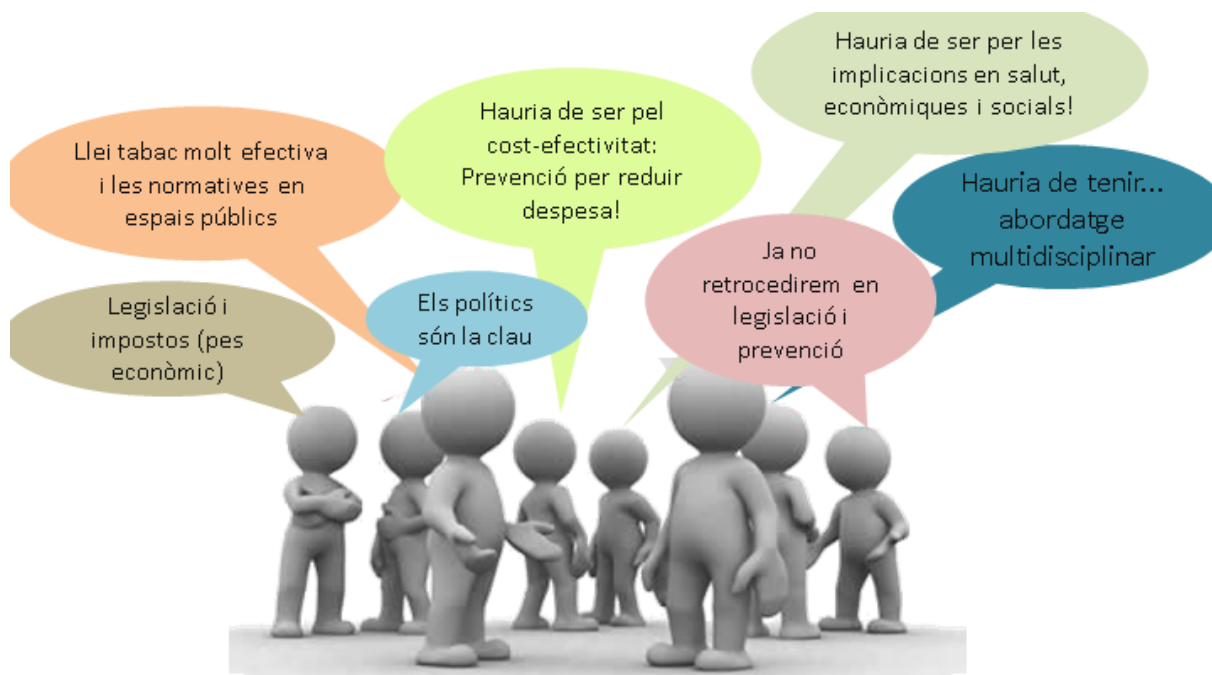 Hauria de ser per les
implicacions en salut,
econòmiques i socials!
Llei tabac molt efectiva
i les normatives en
espais públics
Hauria de ser pel
cost-efectivitat:
Prevenció per reduir
despesa!
Hauria de tenir...
abordatge
multidisciplinar
Ja no
retrocedirem en
legislació i
prevenció
Legislació i
impostos (pes
econòmic)
Els polítics
són la clau